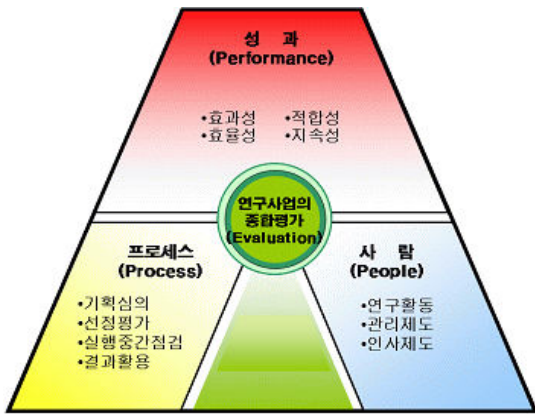 성 과
(Performance)
•효과성 •적합성
•효율성 •지속성
연구사업의
종합평가
(Evaluation)
프로세스
(Process)
•기획심의
•선정평가
•실행중간점검
•결과활용
사 람
(People)
•연구활동
•관리제도
•인사제도